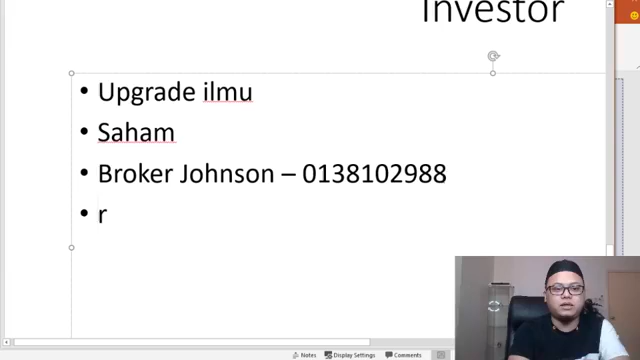 Investor
• Upgrade ilmu
• Saham
• Broker Johnson – 0138102988
• r
Notes Display Settings Comments